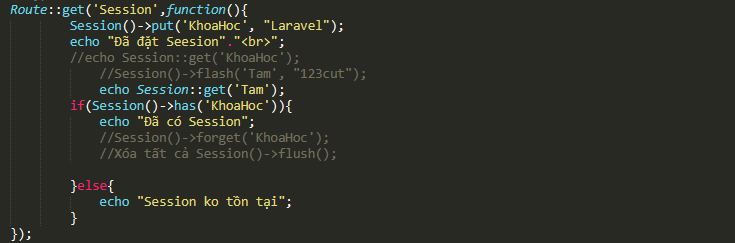 Route::get('Session',function(){
Session()->put('KhoaHoc', "Laravel");
echo "Đã đặt Seesion"."<br>";
//echo Session::get('KhoaHoc');
//Session()->flash('Tam', "123cut");
echo Session::get('Tam');
if(Session()->has('KhoaHoc')){
echo "Đã có Session";
//Session()->forget('KhoaHoc');
//Xóa tất cả Session()->flush();
}else{
echo "Session ko tồn tại";
}
});